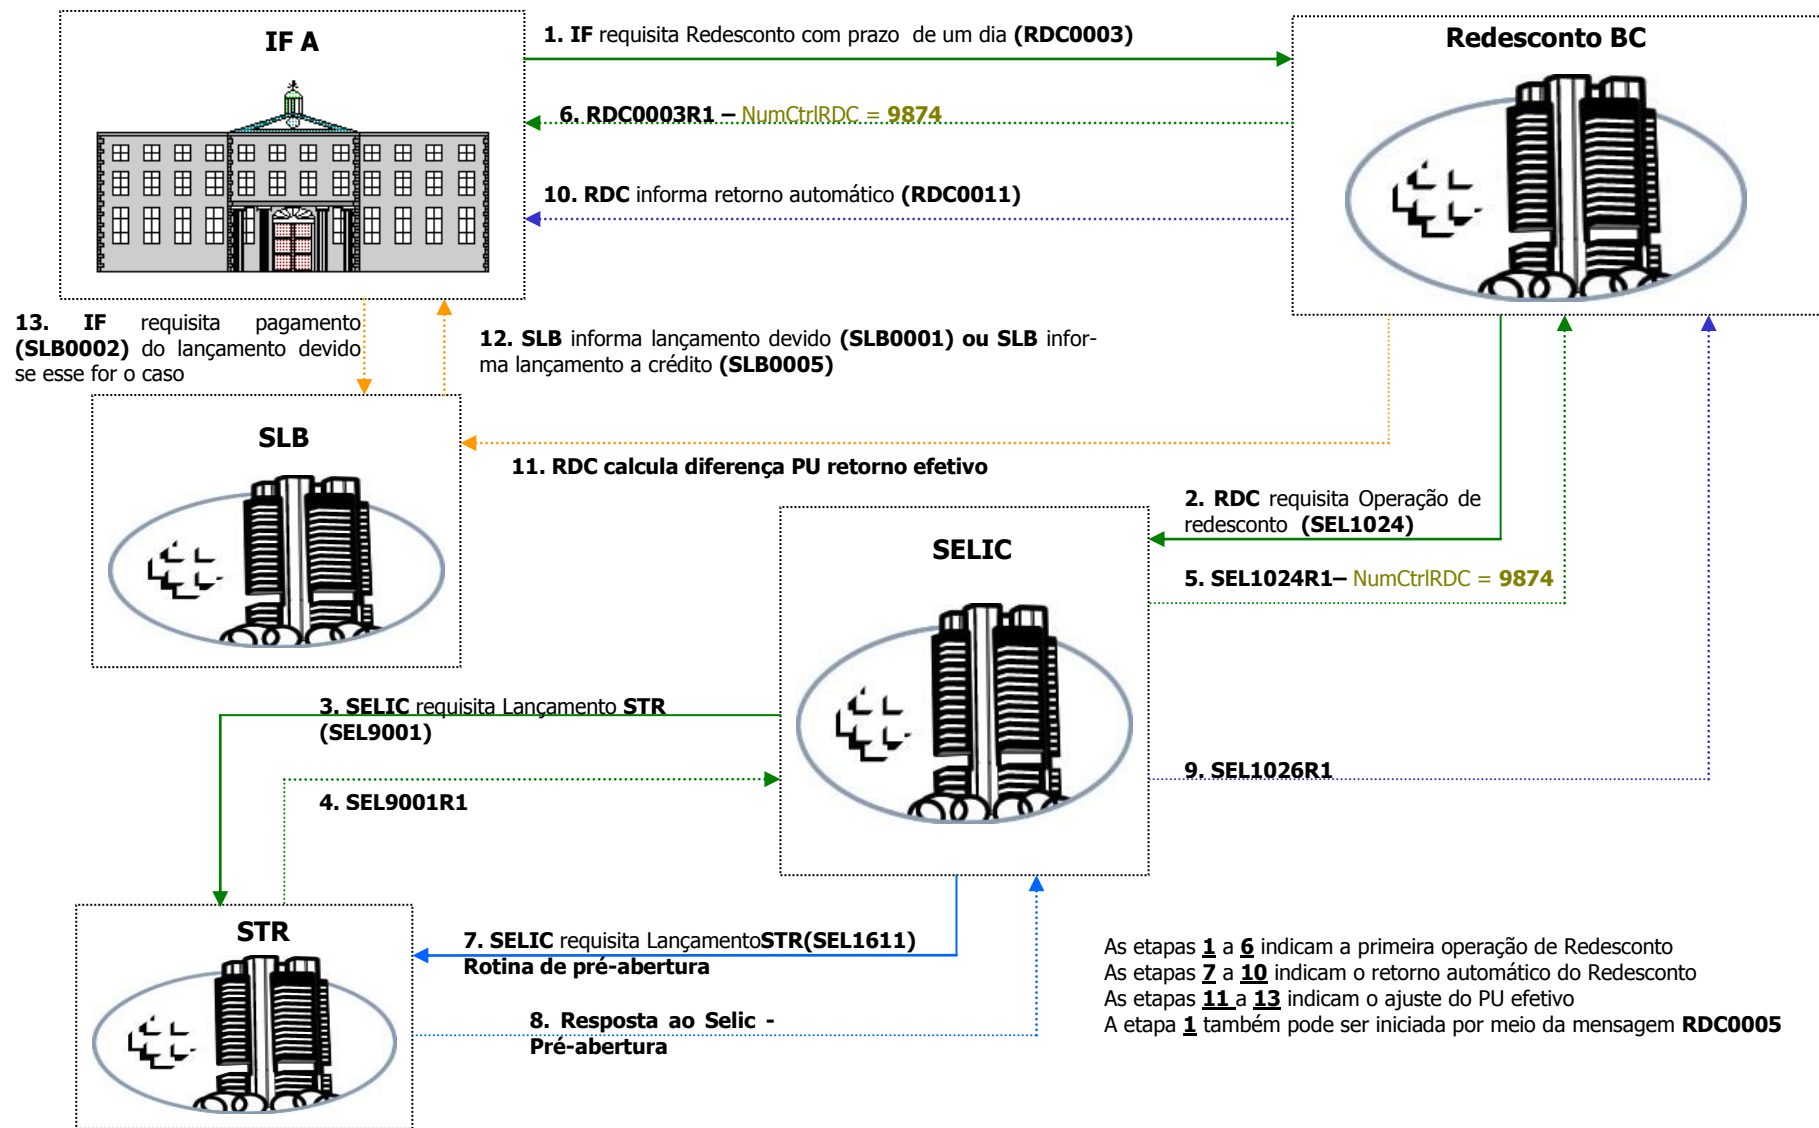 IF A
1. IF requisita Redesconto com prazo de um dia (RDC0003)
Redesconto BC
6. RDC0003R1 – NumCtrlRDC = 9874
10. RDC informa retorno automático (RDC0011)
13. IF requisita pagamento
(SLB0002) do lançamento devido
se esse for o caso
12. SLB informa lançamento devido (SLB0001) ou SLB infor-
ma lançamento a crédito (SLB0005)
SLB
11. RDC calcula diferença PU retorno efetivo
2. RDC requisita Operação de
redesconto (SEL1024)
SELIC
5. SEL1024R1– NumCtrlRDC = 9874
3. SELIC requisita Lançamento STR
(SEL9001)
4. SEL9001R1
9. SEL1026R1
STR
7. SELIC requisita LançamentoSTR(SEL1611)
Rotina de pré-abertura
8. Resposta ao Selic -
Pré-abertura
As etapas 1 a 6 indicam a primeira operação de Redesconto
As etapas 7 a 10 indicam o retorno automático do Redesconto
As etapas 11 a 13 indicam o ajuste do PU efetivo
A etapa 1 também pode ser iniciada por meio da mensagem RDC0005